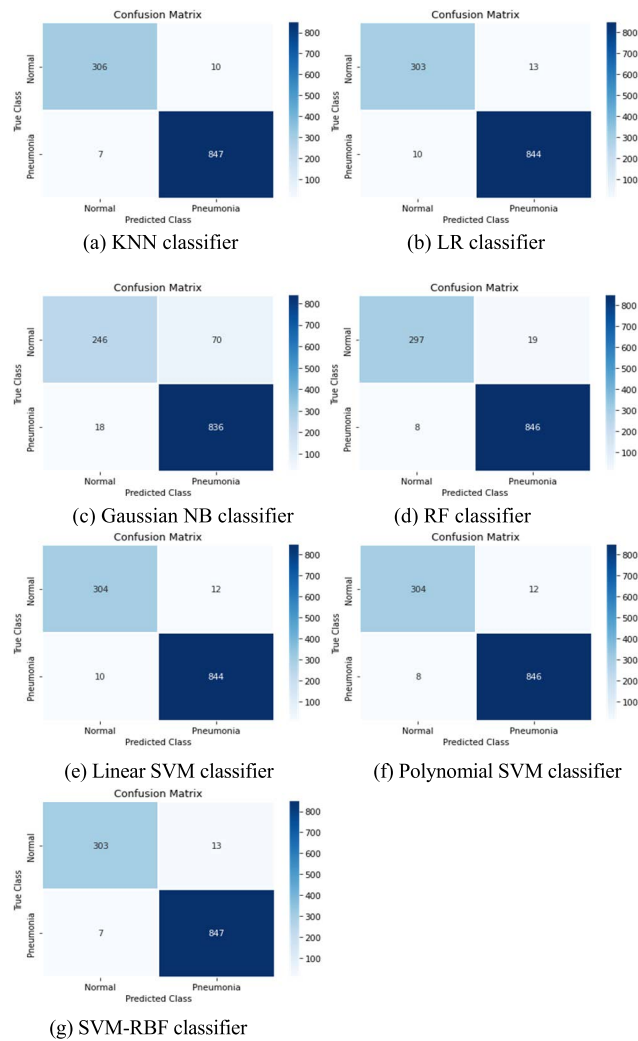 Confusion Matrix
Normal
306
10
True Class
Pneumonia
7
847
Normal
Pneumonia
Predicted Class
800
700
600
500
400
300
200
100
(a) KNN classifier
Confusion Matrix
Normal
303
13
True Class
Pneumonia
10
844
Normal
Pneumonia
Predicted Class
800
700
600
500
400
300
200
100
(b) LR classifier
Confusion Matrix
Normal
246
70
True Class
Pneumonia
18
836
Normal
Pneumonia
Predicted Class
800
700
600
500
400
300
200
100
(c) Gaussian NB classifier
Confusion Matrix
Normal
297
19
True Class
Pneumonia
8
846
Normal
Pneumonia
Predicted Class
800
700
600
500
400
300
200
100
(d) RF classifier
Confusion Matrix
Normal
304
12
True Class
Pneumonia
10
844
Normal
Pneumonia
Predicted Class
800
700
600
500
400
300
200
100
(e) Linear SVM classifier
Confusion Matrix
Normal
304
12
True Class
Pneumonia
8
846
Normal
Pneumonia
Predicted Class
800
700
600
500
400
300
200
100
(f) Polynomial SVM classifier
Confusion Matrix
Normal
303
13
True Class
Pneumonia
7
847
Normal
Pneumonia
Predicted Class
800
700
600
500
400
300
200
100
(g) SVM-RBF classifier